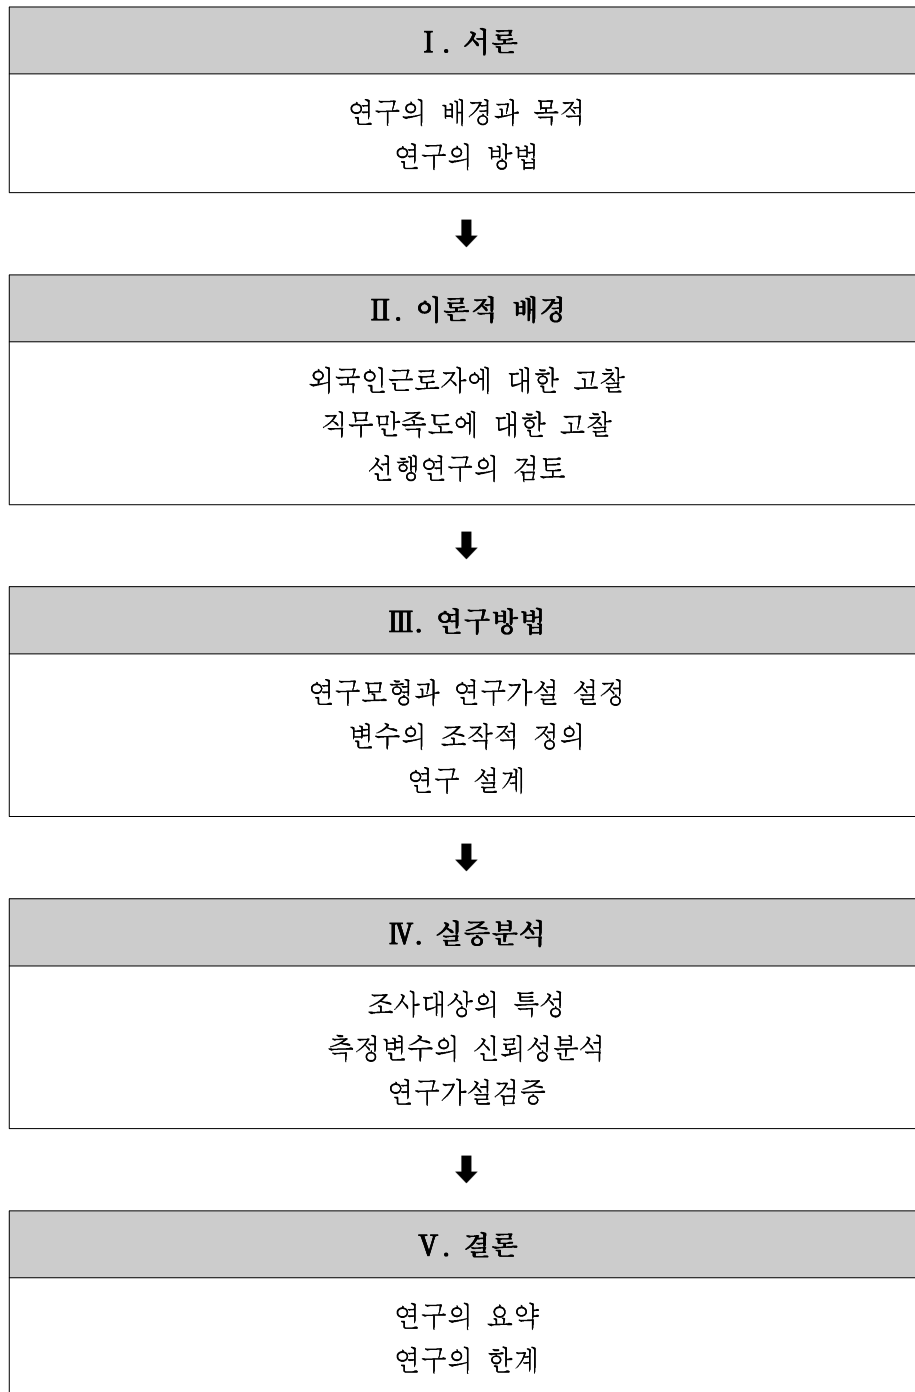 Ⅰ. 서론
연구의 배경과 목적
연구의 방법
Ⅱ. 이론적 배경
외국인근로자에 대한 고찰
직무만족도에 대한 고찰
선행연구의 검토
Ⅲ. 연구방법
연구모형과 연구가설 설정
변수의 조작적 정의
연구 설계
Ⅳ. 실증분석
조사대상의 특성
측정변수의 신뢰성분석
연구가설검증
Ⅴ. 결론
연구의 요약
연구의 한계